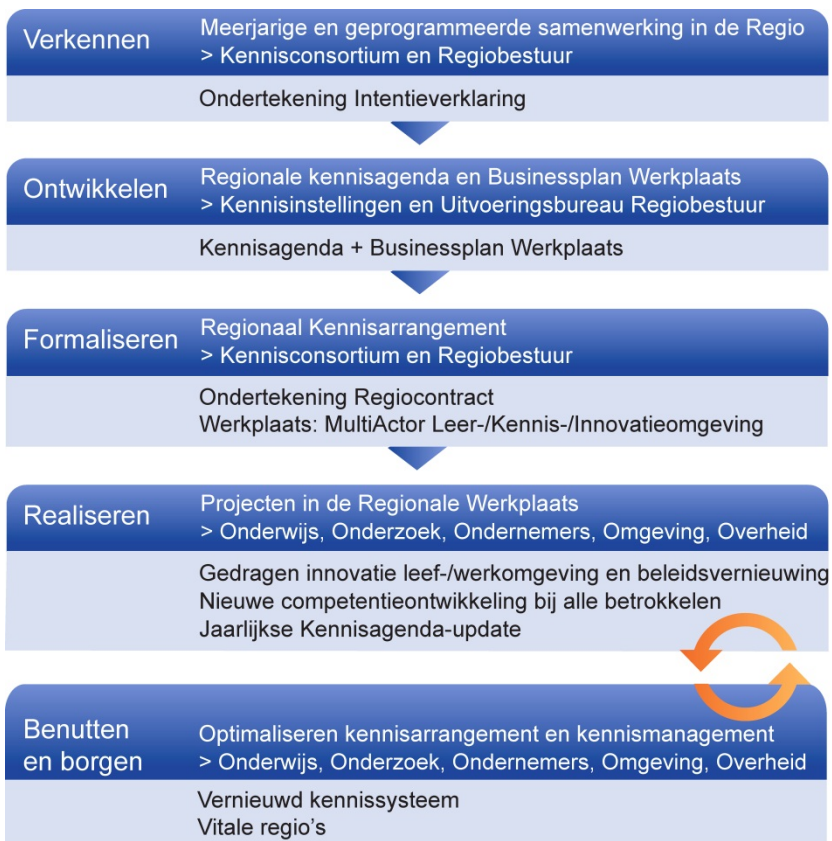 Verkennen
Meerjarige en geprogrammeerde samenwerking in de Regio
> Kennisconsortium en Regiobestuur
Ondertekening Intentieverklaring
Ontwikkelen
Regionale kennisagenda en Businessplan Werkplaats
> Kennisinstellingen en Uitvoeringsbureau Regiobestuur
Kennisagenda + Businessplan Werkplaats
Formaliseren
Regionaal Kennisarrangement
> Kennisconsortium en Regiobestuur
Ondertekening Regiocontract
Werkplaats: MultiActor Leer-/Kennis-/Innovatieomgeving
Realiseren
Projecten in de Regionale Werkplaats
> Onderwijs, Onderzoek, Ondernemers, Omgeving, Overheid
Gedragen innovatie leef-/werkomgeving en beleidsvernieuwing
Nieuwe competentieontwikkeling bij alle betrokkelen
Jaarlijkse Kennisagenda-update
Benutten
en borgen
Optimaliseren kennisarrangement en kennismanagement
> Onderwijs, Onderzoek, Ondernemers, Omgeving, Overheid
Vernieuwd kennissysteem
Vitale regio's